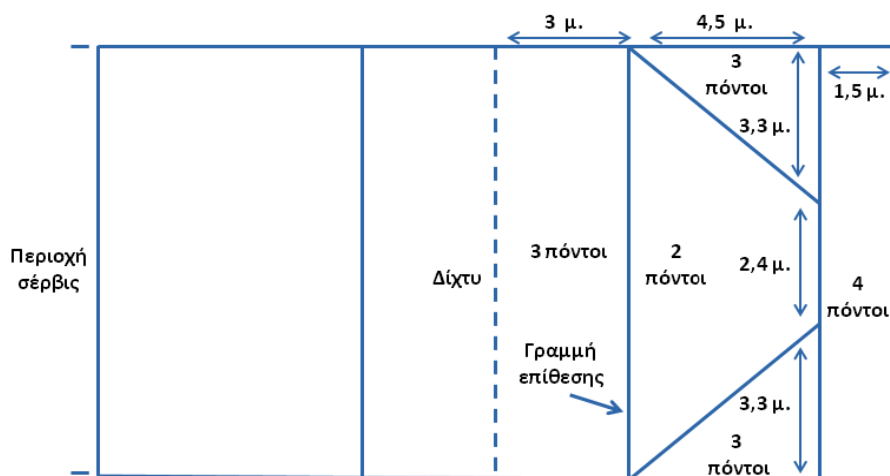 3 μ.
4,5 μ.
3
πόντοι
1,5 μ.
3,3 μ.
Περιοχή
σέρβις
Δίχτυ
3 πόντοι
2
πόντοι
2,4 μ.
4
πόντοι
Γραμμή
επίθεσης
3,3 μ.
3
πόντοι